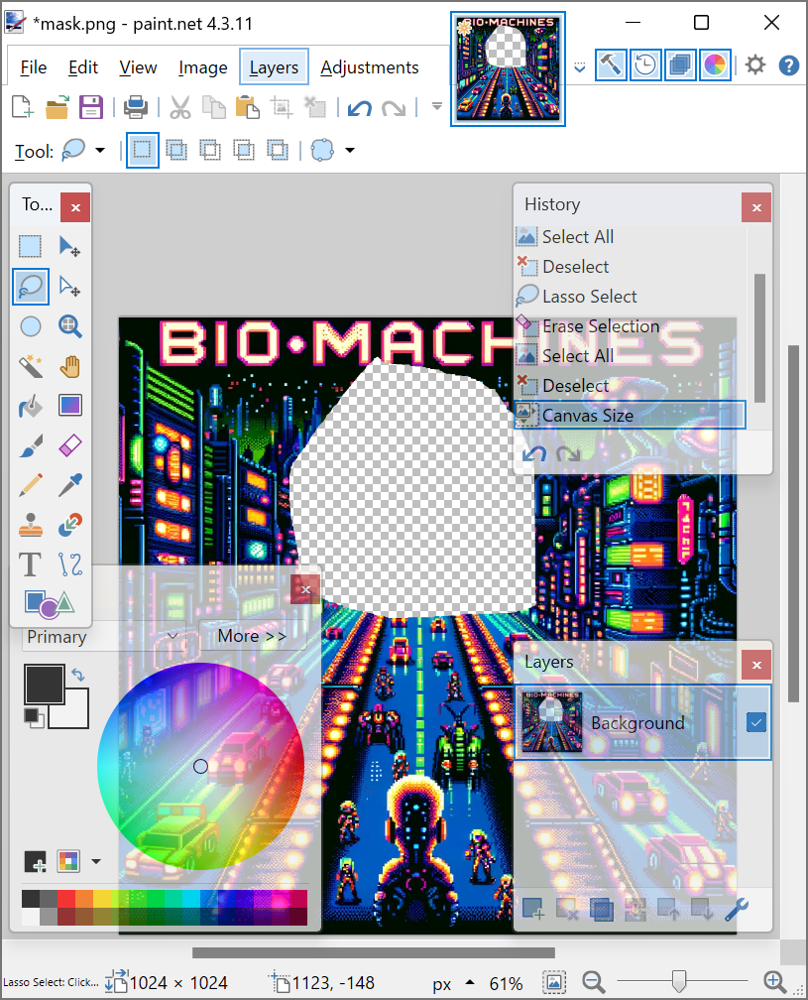 *mask.png - paint.net 4.3.11
BIO-MACHINES
File Edit View Image Layers Adjustments
Tool:
To...
History
Select All
Deselect
Lasso Select
Erase Selection
Select All
Deselect
Canvas Size
BIO•MACHINES
Primary
More >>
Layers
BIO-MACHINES
Background
Lasso Select: Click...
1024 × 1024
1123, -148
px
61%